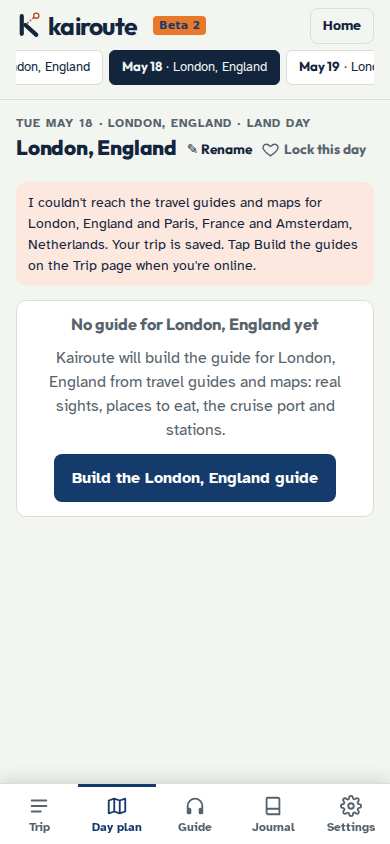 kairoute
Beta 2
Home
don, England
May 18 · London, England
May 19 · Lon
TUE MAY 18 · LONDON, ENGLAND · LAND DAY
London, England
✎ Rename
Lock this day
I couldn't reach the travel guides and maps for
London, England and Paris, France and Amsterdam,
Netherlands. Your trip is saved. Tap Build the guides
on the Trip page when you're online.
No guide for London, England yet
Kairoute will build the guide for London,
England from travel guides and maps: real
sights, places to eat, the cruise port and
stations.
Build the London, England guide
Trip
Day plan
Guide
Journal
Settings